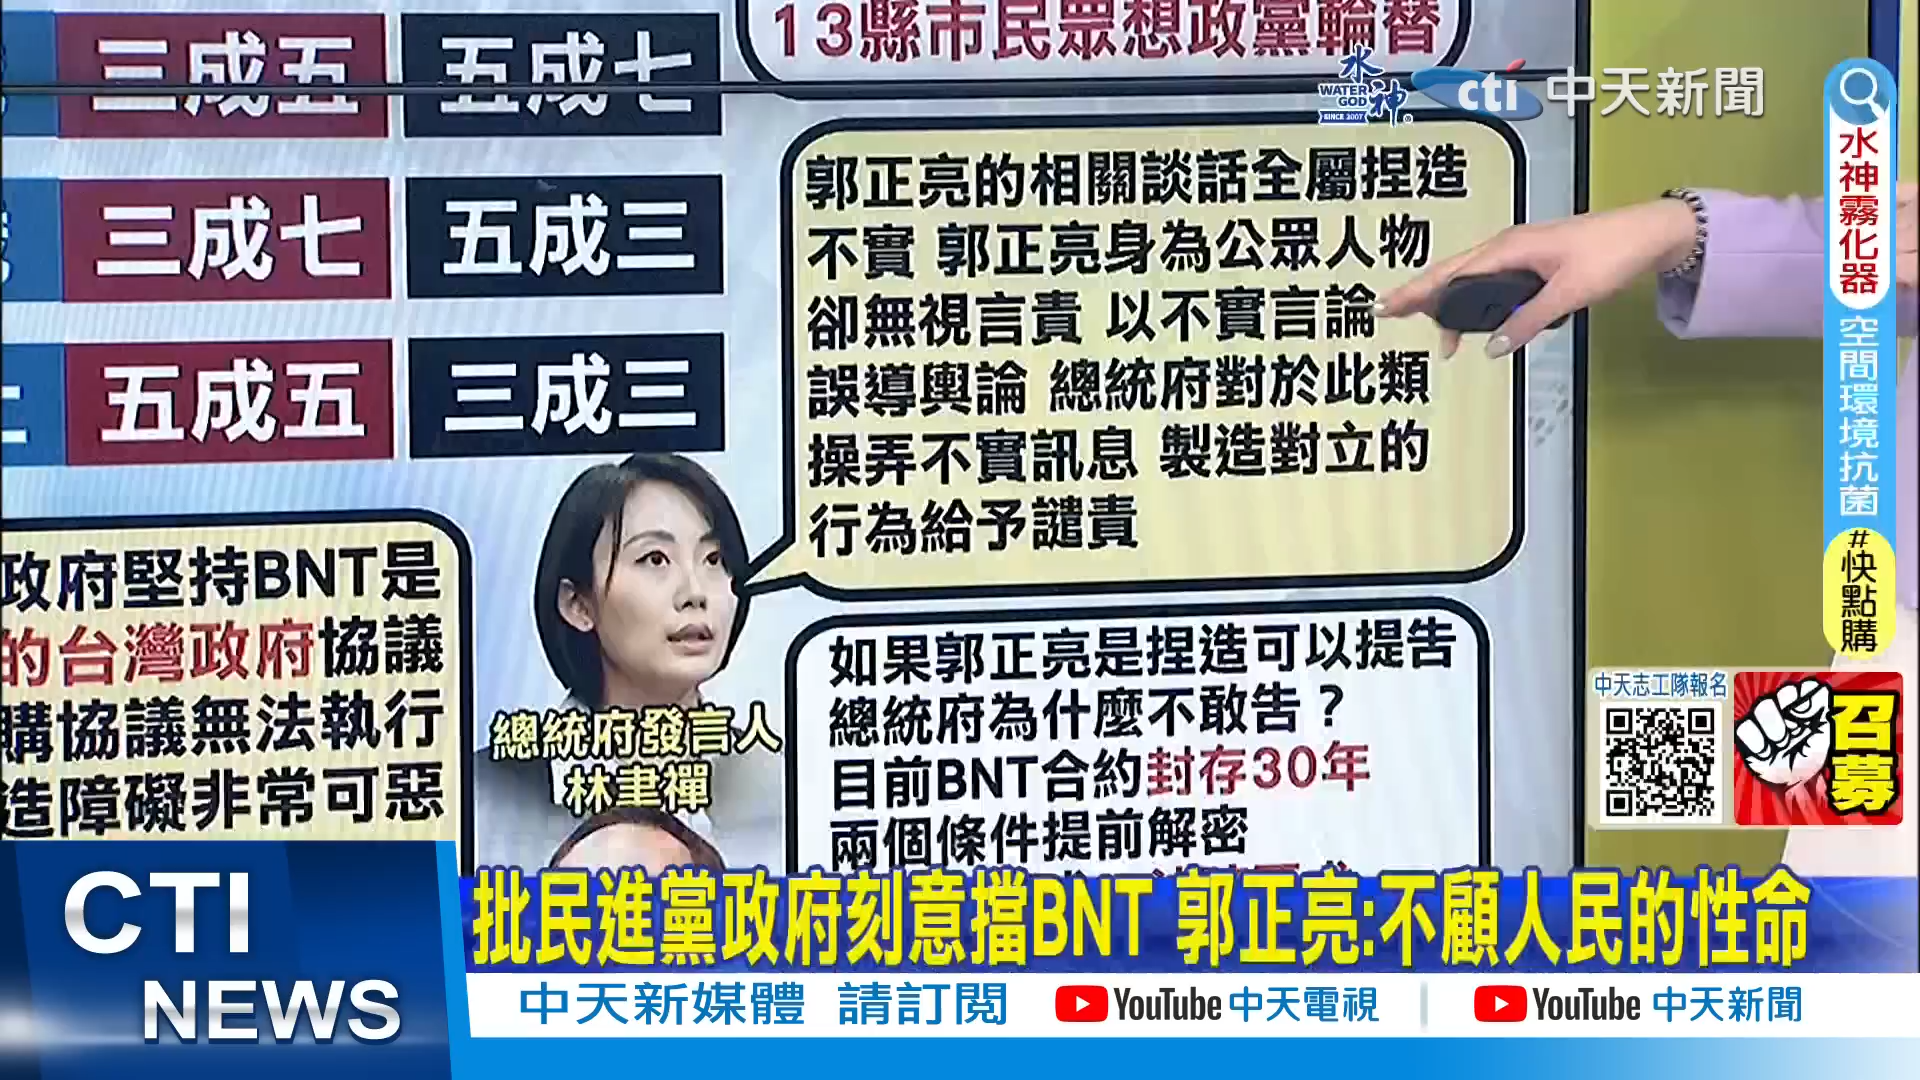 13縣市民眾想政黨輪替
水神
WATER GOD
SINCE 2007
cti 中天新聞
三成五 五成七
三成七 五成三
五成五 三成三
郭正亮的相關談話全屬捏造
不實 郭正亮身為公眾人物
卻無視言責 以不實言論
誤導輿論 總統府對於此類
操弄不實訊息 製造對立的
行為給予譴責
政府堅持BNT是
的台灣政府協議
購協議無法執行
造障礙非常可惡
總統府發言人
林聿禪
如果郭正亮是捏造可以提告
總統府為什麼不敢告？
目前BNT合約封存30年
兩個條件提前解密
水神霧化器
空間環境抗菌
#快點購
中天志工隊報名
召募
批民進黨政府刻意擋BNT 郭正亮:不顧人民的性命
CTI
NEWS
中天新媒體 請訂閱 YouTube 中天電視 | YouTube 中天新聞